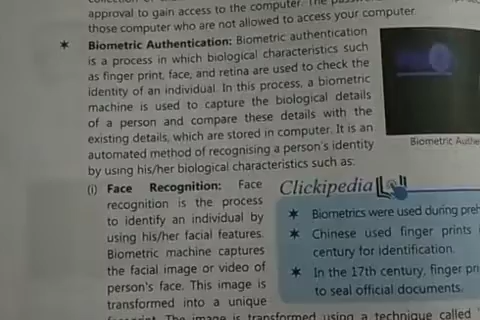 approval to gain access to the computer. The
those computer who are not allowed to access your computer.
* Biometric Authentication: Biometric authentication
is a process in which biological characteristics such
as finger print, face, and retina are used to check the
identity of an individual. In this process, a biometric
machine is used to capture the biological details
of a person and compare these details with the
existing details, which are stored in computer. It is an
automated method of recognising a person's identity
by using his/her biological characteristics such as:
Biometric Authe
(i) Face Recognition: Face
recognition is the process
to identify an individual by
using his/her facial features.
Biometric machine captures
the facial image or video of
person's face. This image is
transformed into a unique
The image is transformed using a technique called
Clickipedia
* Biometrics were used during preh
* Chinese used finger prints
century for identification.
* In the 17th century, finger pri
to seal official documents.